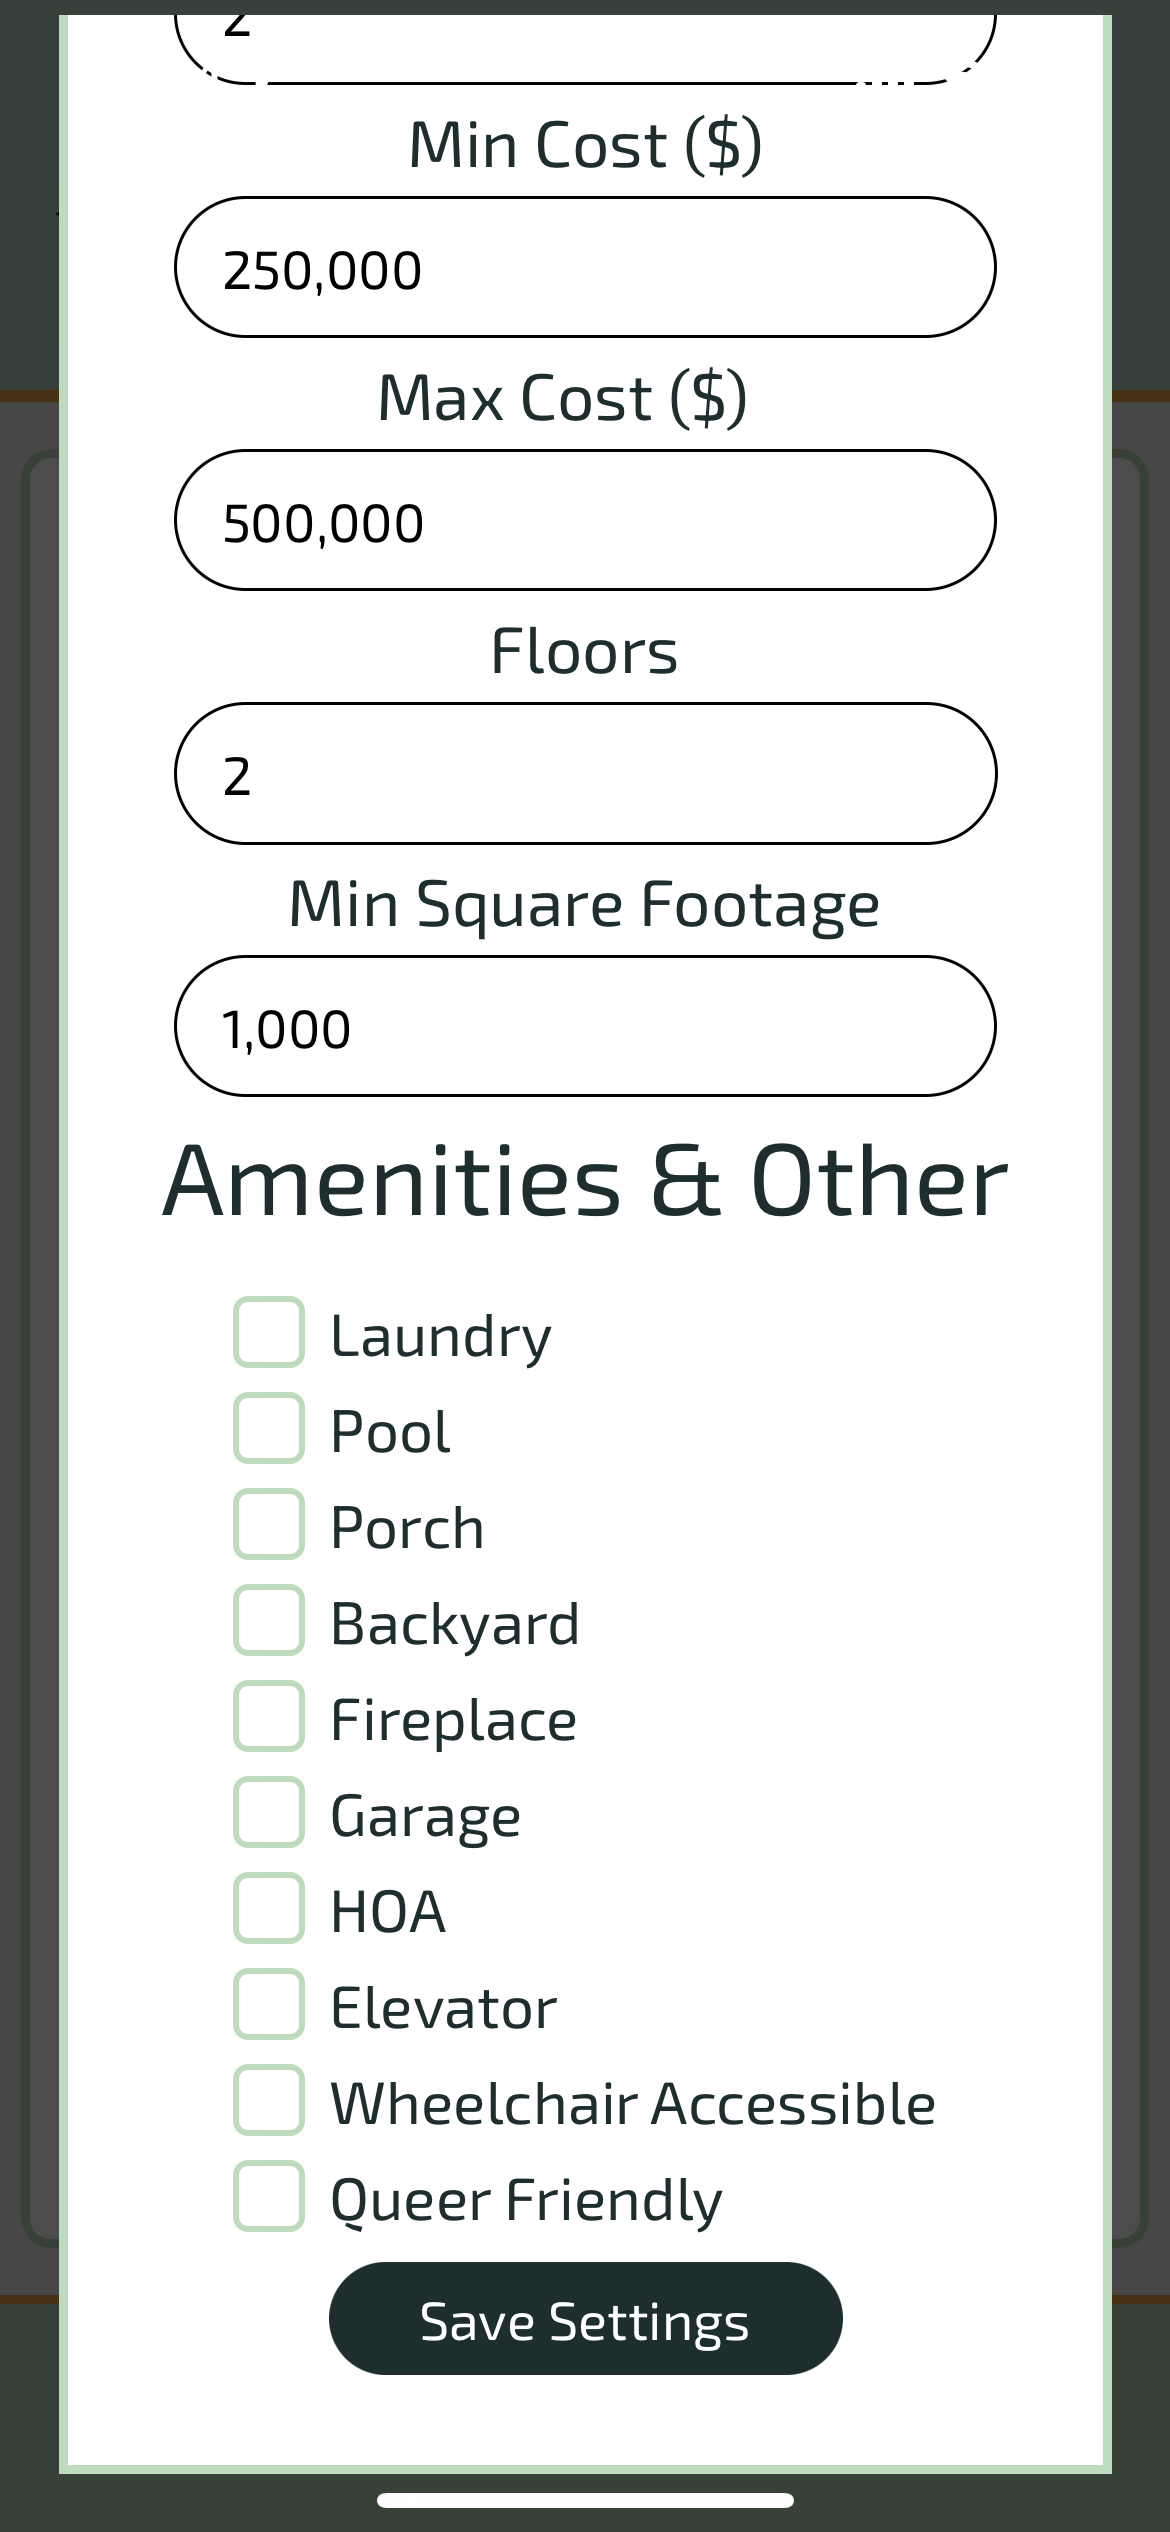 2
Min Cost ($)
250,000
Max Cost ($)
500,000
Floors
2
Min Square Footage
1,000
Amenities & Other
Laundry
Pool
Porch
Backyard
Fireplace
Garage
HOA
Elevator
Wheelchair Accessible
Queer Friendly
Save Settings